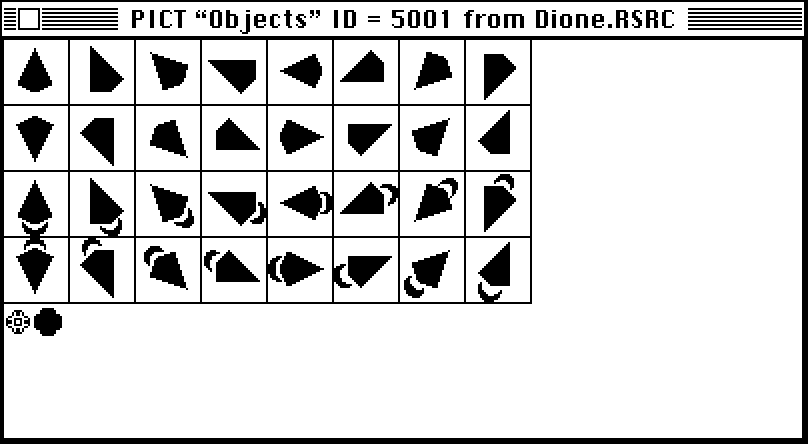 PICT “Objects” ID = 5001 from Dione.RSRC